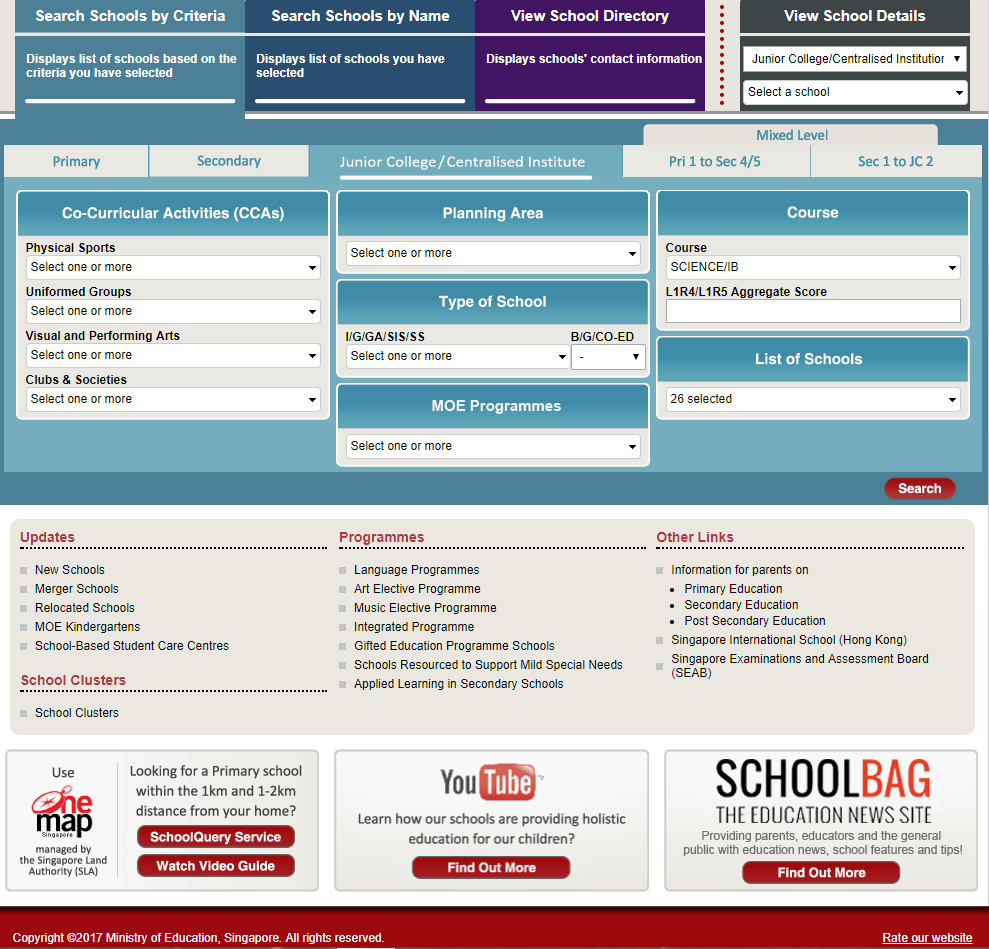 Search Schools by Criteria
Displays list of schools based on the
criteria you have selected
Search Schools by Name
Displays list of schools you have
selected
View School Directory
Displays schools' contact information
View School Details
Junior College/Centralised Institution
Select a school
Mixed Level
Primary
Secondary
Junior College/Centralised Institute
Pri 1 to Sec 4/5
Sec 1 to JC 2
Co-Curricular Activities (CCAs)
Physical Sports
Select one or more
Uniformed Groups
Select one or more
Visual and Performing Arts
Select one or more
Clubs & Societies
Select one or more
Planning Area
Select one or more
Type of School
I/G/GA/SIS/SS B/G/CO-ED
Select one or more -
MOE Programmes
Select one or more
Course
Course
SCIENCE/IB
L1R4/L1R5 Aggregate Score
List of Schools
26 selected
Search
Updates
New Schools
Merger Schools
Relocated Schools
MOE Kindergartens
School-Based Student Care Centres
School Clusters
School Clusters
Programmes
Language Programmes
Art Elective Programme
Music Elective Programme
Integrated Programme
Gifted Education Programme Schools
Schools Resourced to Support Mild Special Needs
Applied Learning in Secondary Schools
Other Links
Information for parents on
Primary Education
Secondary Education
Post Secondary Education
Singapore International School (Hong Kong)
Singapore Examinations and Assessment Board
(SEAB)
Use
One
map
Singapore
managed by
the Singapore Land
Authority (SLA)
Looking for a Primary school
within the 1km and 1-2km
distance from your home?
SchoolQuery Service
Watch Video Guide
YouTube
Learn how our schools are providing holistic
education for our children?
Find Out More
SCHOOLBAG
THE EDUCATION NEWS SITE
Providing parents, educators and the general
public with education news, school features and tips!
Find Out More
Copyright ©2017 Ministry of Education, Singapore. All rights reserved.
Rate our website